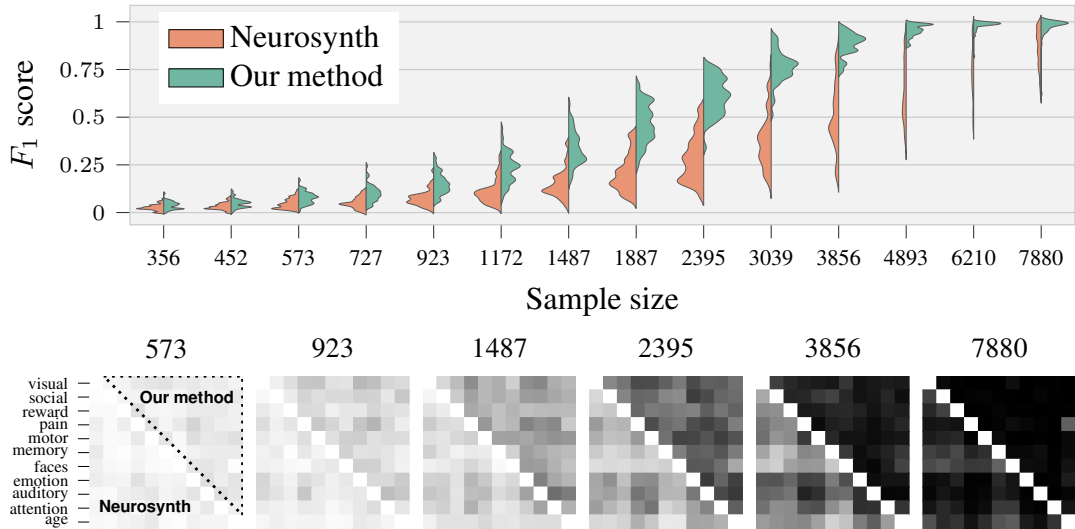 1
0.75
0.5
0.25
0
F1 score
Neurosynth
Our method
356 452 573 727 923 1172 1487 1887 2395 3039 3856 4893 6210 7880
Sample size
573 923 1487 2395 3856 7880
visual
social
reward
pain
motor
memory
faces
emotion
auditory
attention
age
Our method
Neurosynth